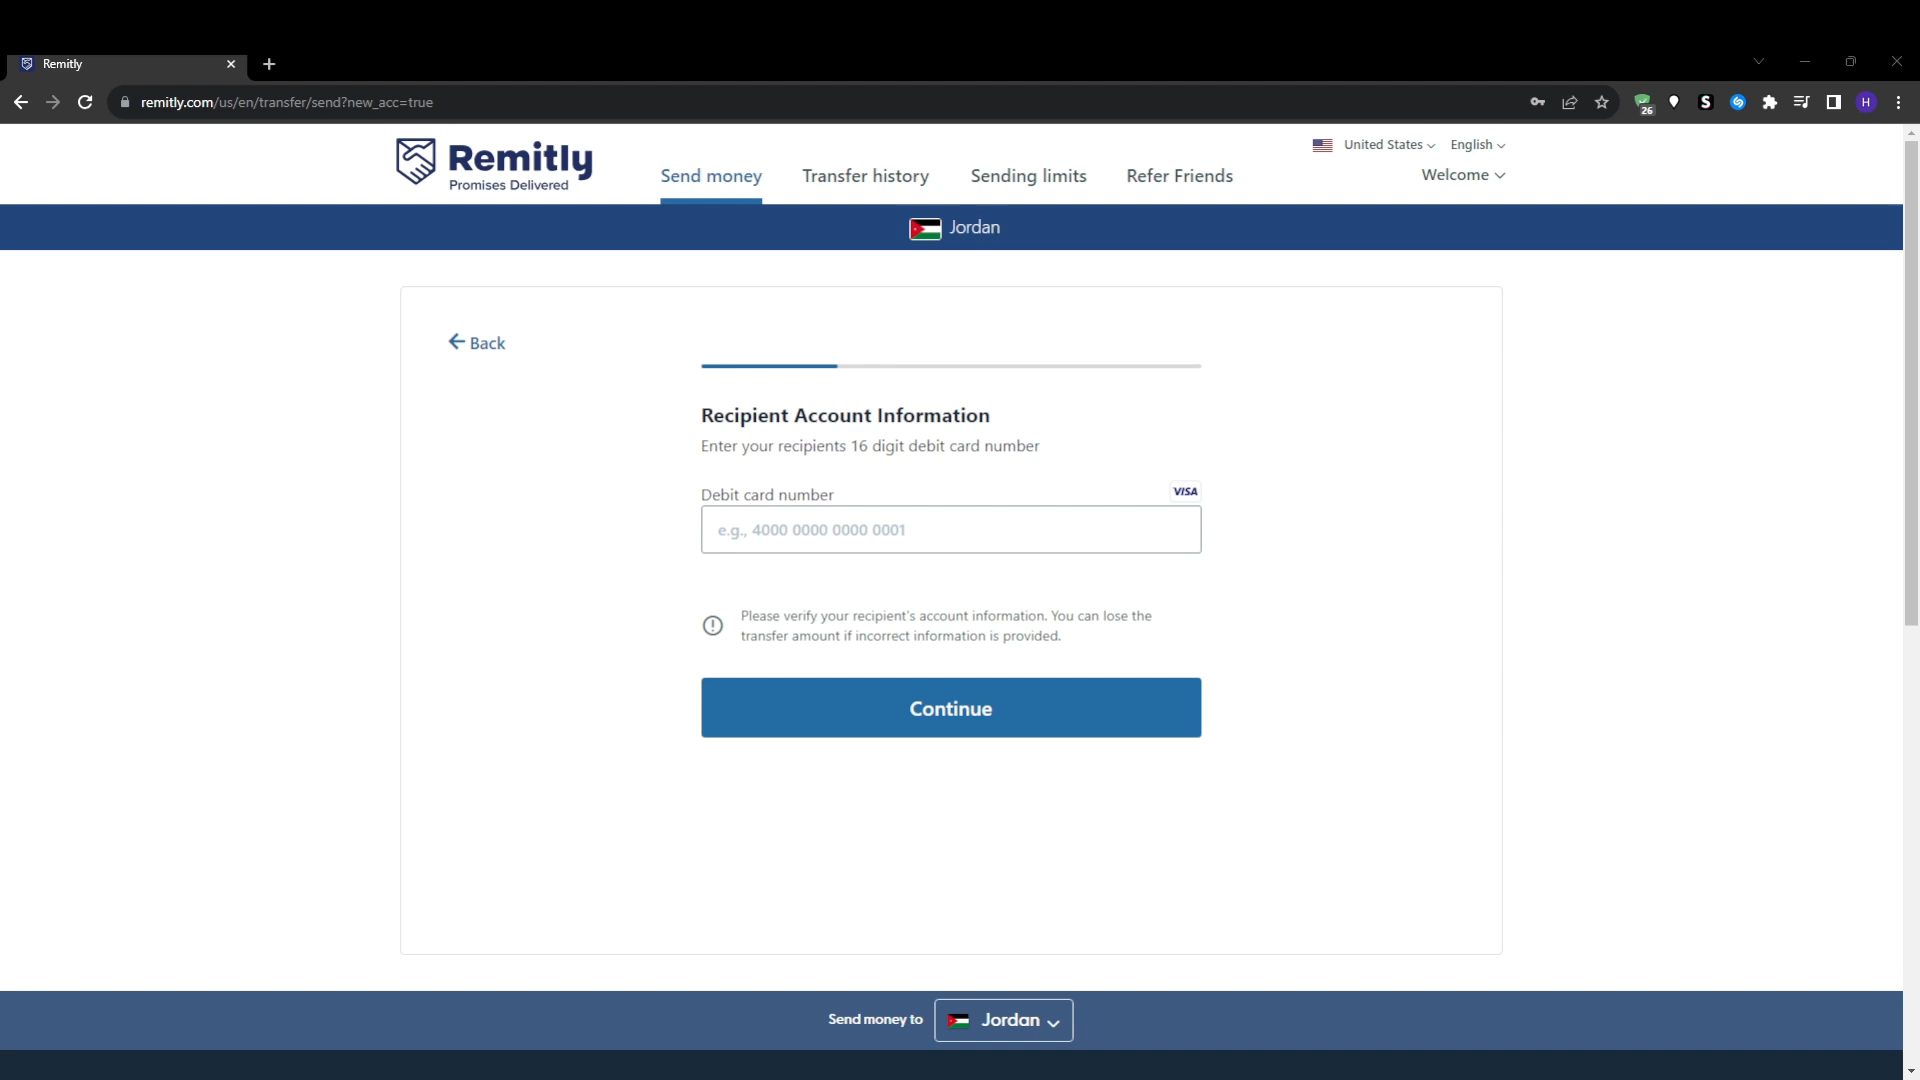 Remitly
remitly.com/us/en/transfer/send?new_acc=true
26
S
H
Remitly
Promises Delivered
Send money
Transfer history
Sending limits
Refer Friends
United States
English
Welcome
Jordan
Back
Recipient Account Information
Enter your recipients 16 digit debit card number
Debit card number
VISA
e.g., 4000 0000 0000 0001
Please verify your recipient's account information. You can lose the
transfer amount if incorrect information is provided.
Continue
Send money to
Jordan